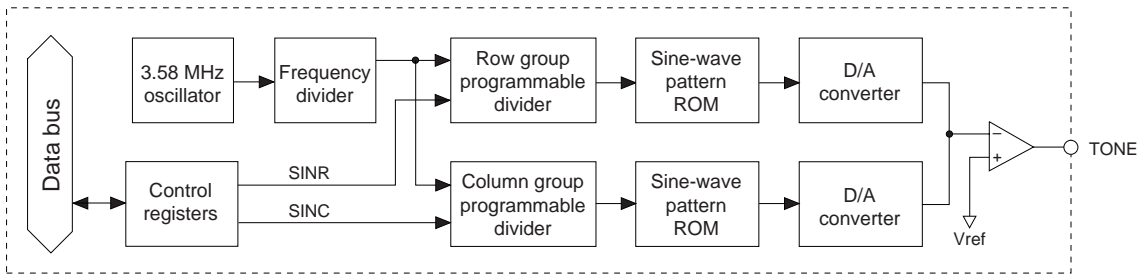 Data bus
3.58 MHz
oscillator
Frequency
divider
Row group
programmable
divider
Sine-wave
pattern
ROM
D/A
converter
−
+
TONE
Vref
Control
registers
SINR
SINC
Column group
programmable
divider
Sine-wave
pattern
ROM
D/A
converter